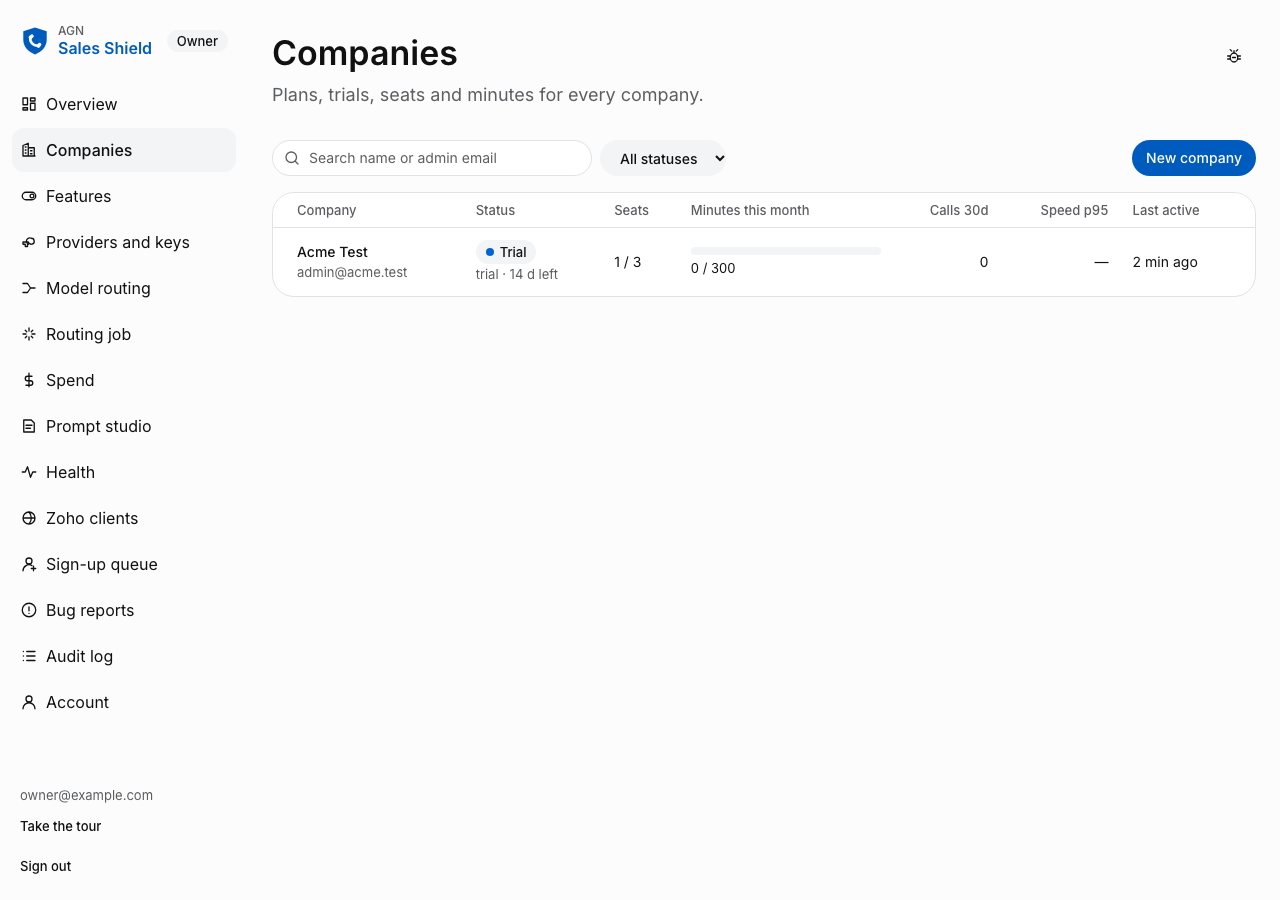 AGN
Sales Shield
Owner
Overview
Companies
Features
Providers and keys
Model routing
Routing job
Spend
Prompt studio
Health
Zoho clients
Sign-up queue
Bug reports
Audit log
Account
owner@example.com
Take the tour
Sign out
Companies
Plans, trials, seats and minutes for every company.
Search name or admin email
All statuses
New company
Company Status Seats Minutes this month Calls 30d Speed p95 Last active
Acme Test
admin@acme.test
Trial
trial · 14 d left
1 / 3
0 / 300
0
—
2 min ago